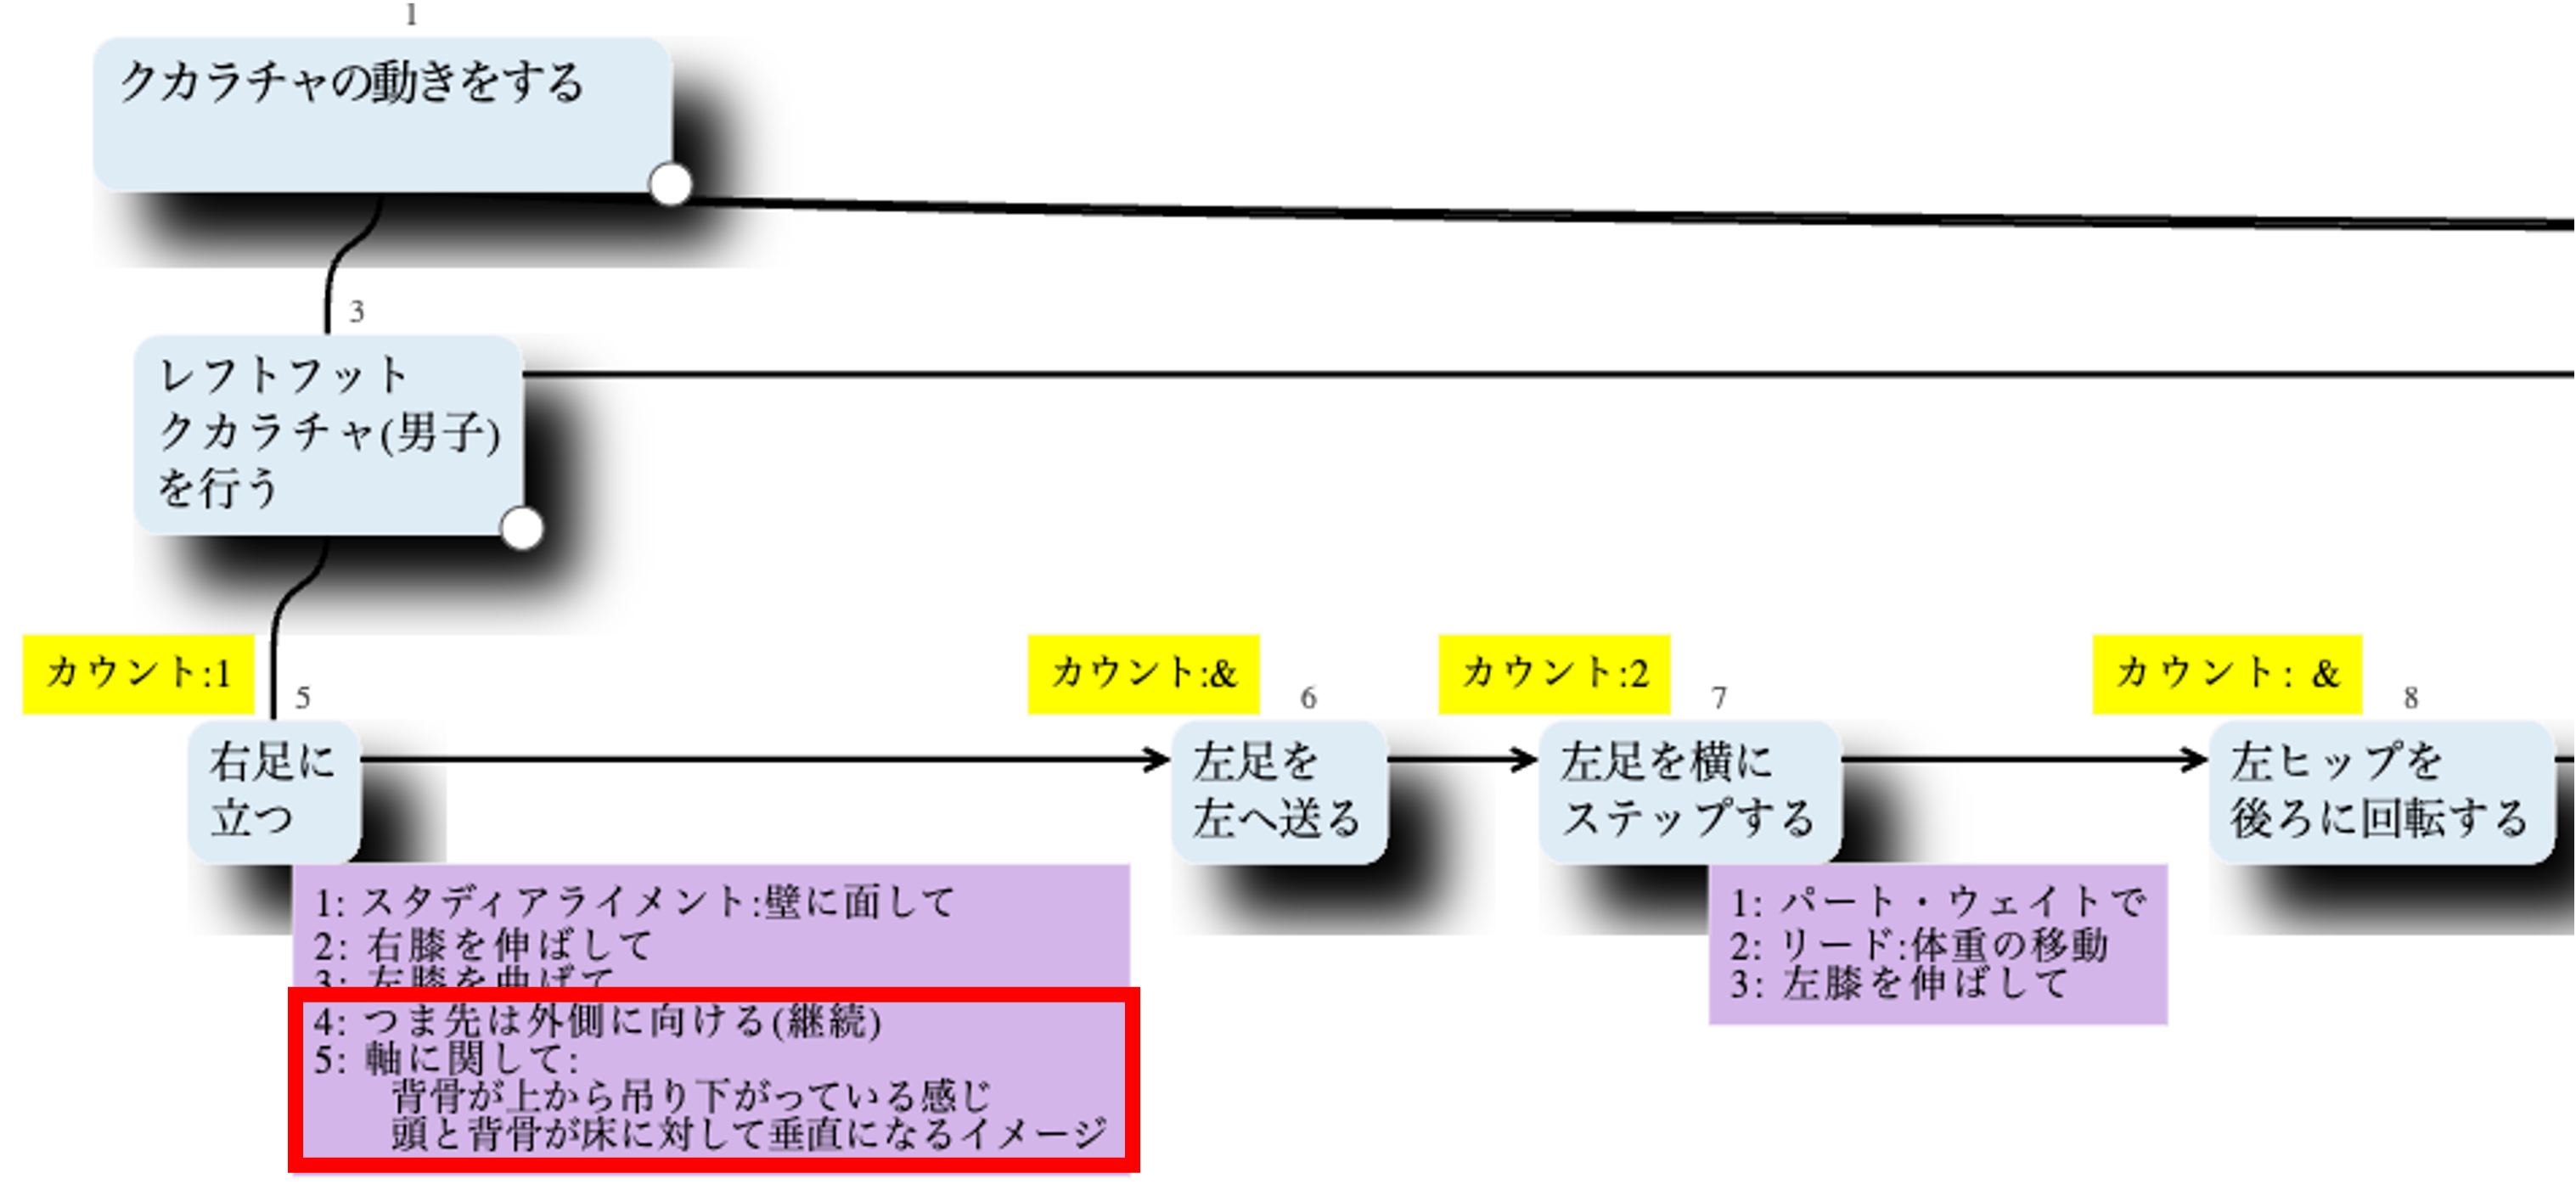 1
クカラチャの動きをする
3
レフトフット
クカラチャ(男子)
を行う
カウント:1
5
右足に
立つ
1: スタディアライメント:壁に面して
2: 右膝を伸ばして
3: 左膝を曲げて
4: つま先は外側に向ける(継続)
5: 軸に関して:
背骨が上から吊り下がっている感じ
頭と背骨が床に対して垂直になるイメージ
カウント:&
6
左足を
左へ送る
カウント:2
7
左足を横に
ステップする
1: パート・ウェイトで
2: リード:体重の移動
3: 左膝を伸ばして
カウント: &
8
左ヒップを
後ろに回転する